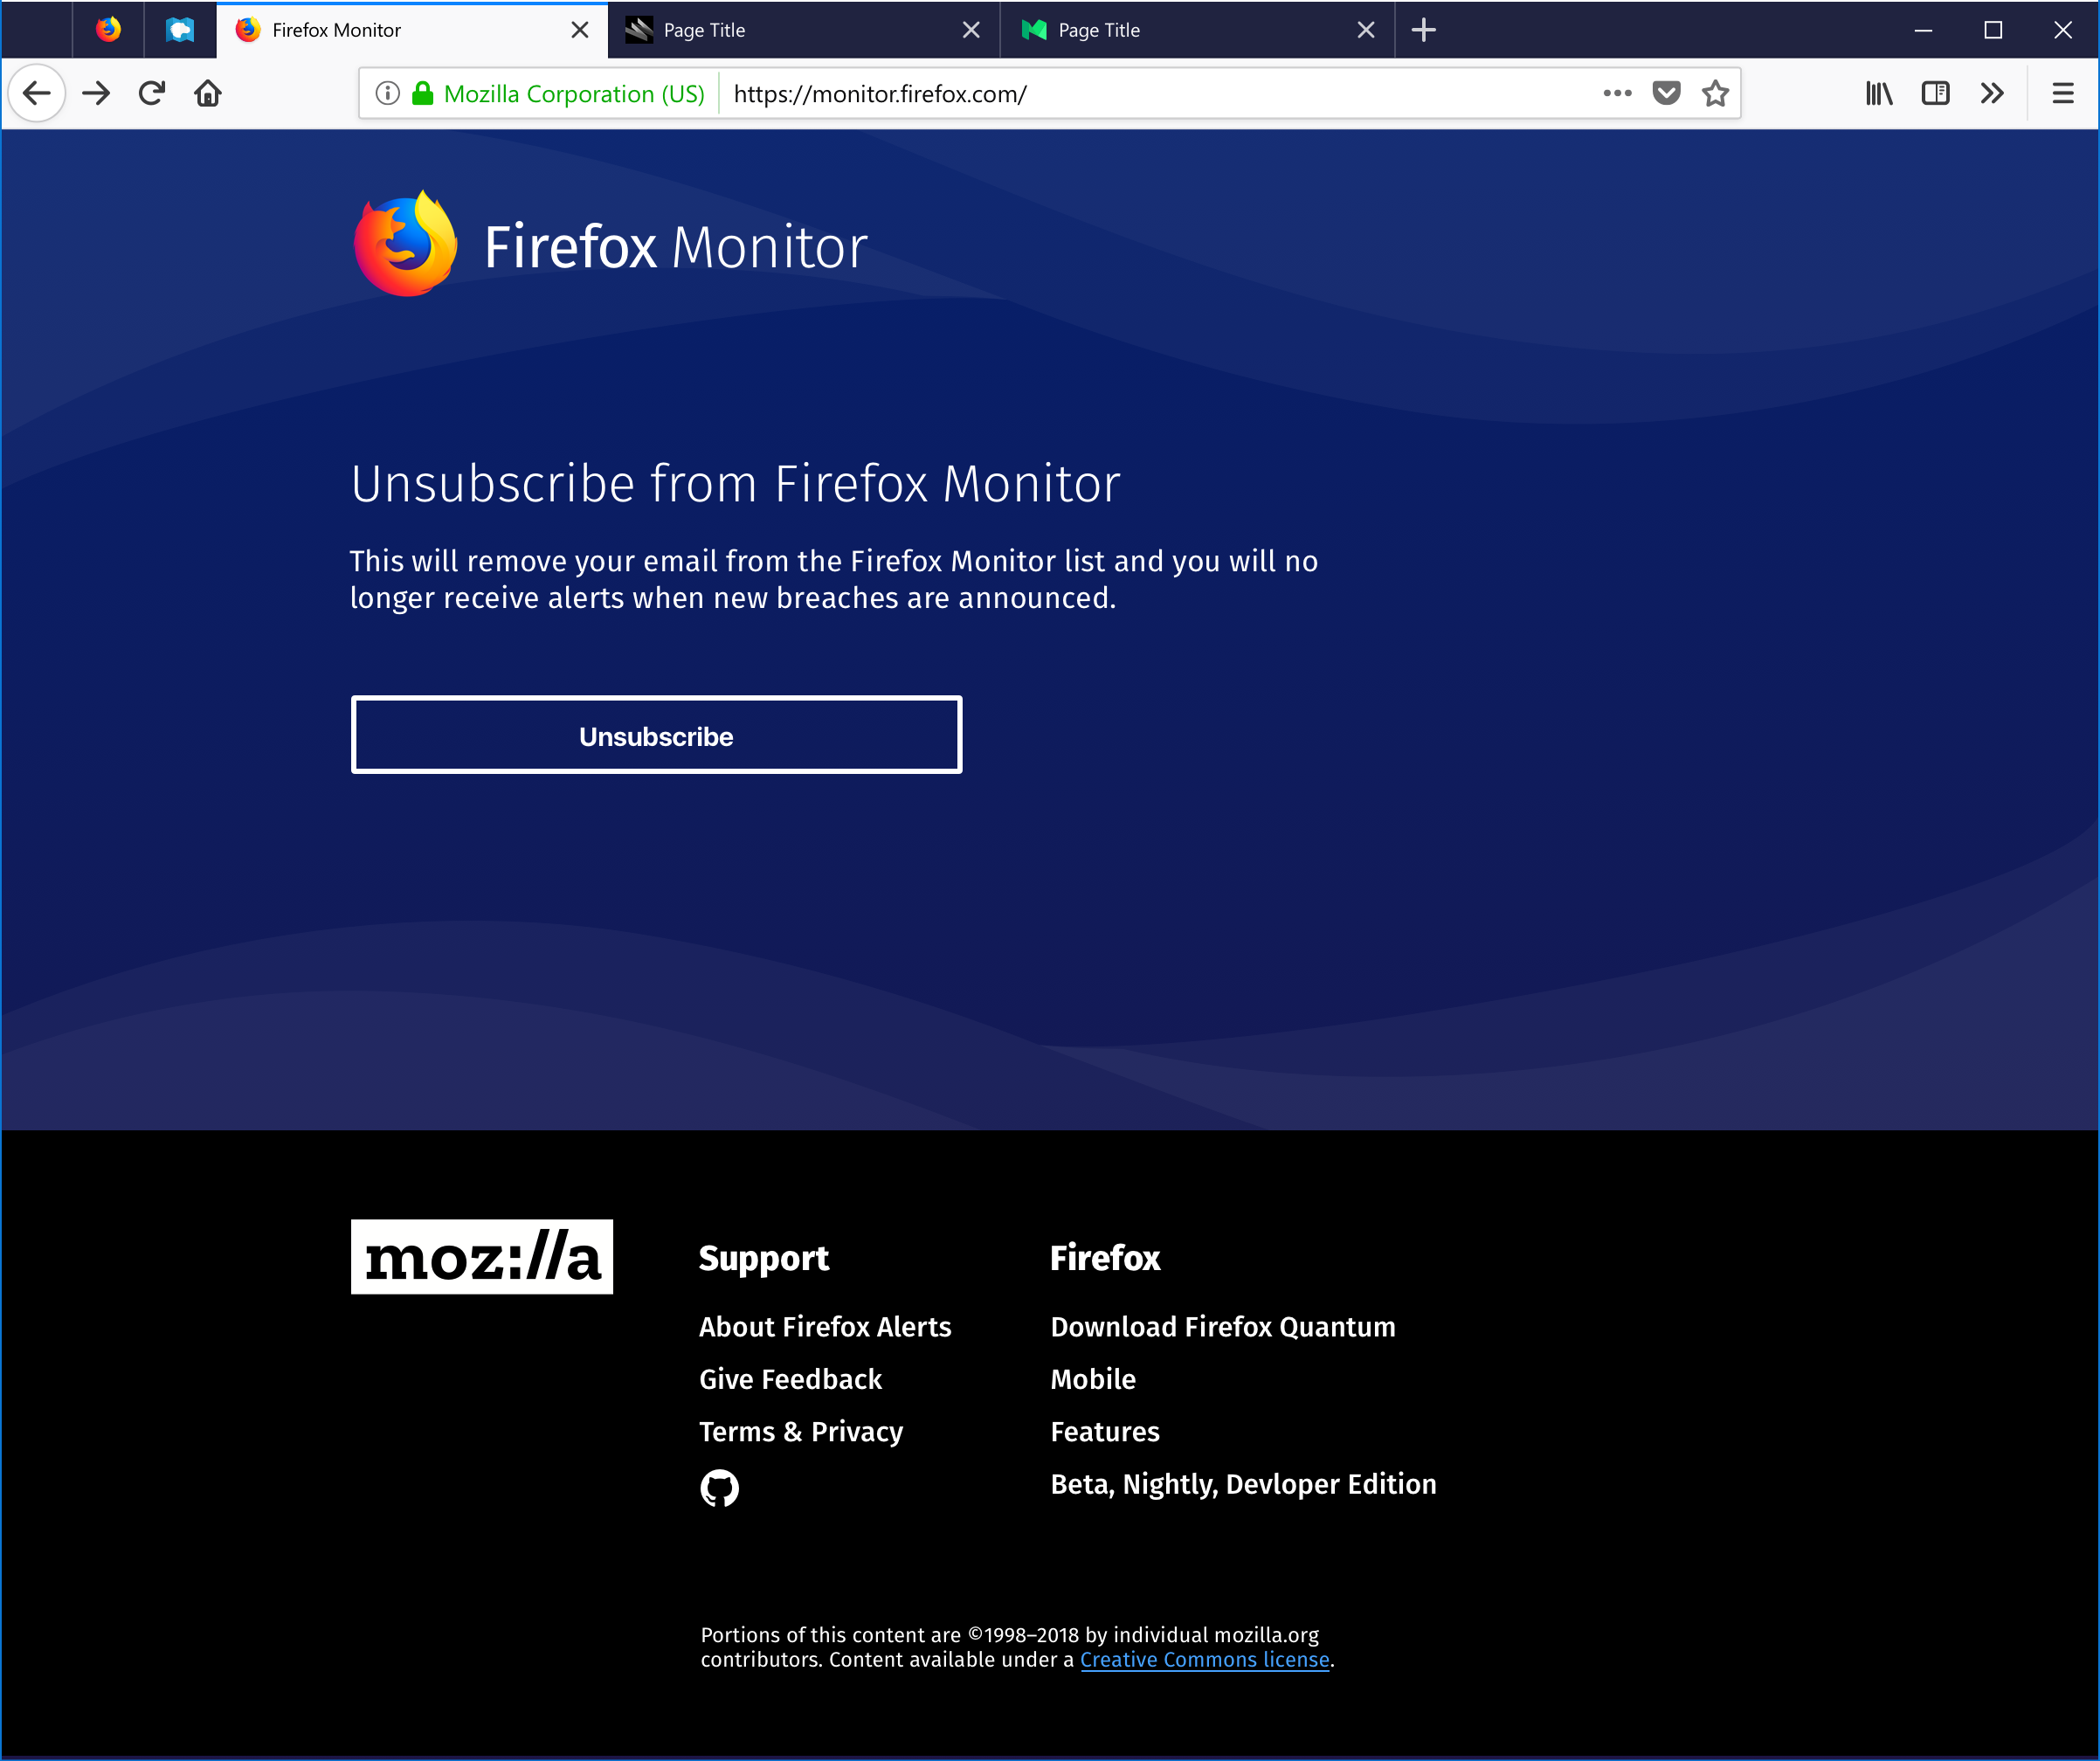 Firefox Monitor
Page Title
Page Title
Mozilla Corporation (US)
https://monitor.firefox.com/
Firefox Monitor
Unsubscribe from Firefox Monitor
This will remove your email from the Firefox Monitor list and you will no
longer receive alerts when new breaches are announced.
Unsubscribe
moz://a
Support
About Firefox Alerts
Give Feedback
Terms & Privacy
Firefox
Download Firefox Quantum
Mobile
Features
Beta, Nightly, Devloper Edition
Portions of this content are ©1998–2018 by individual mozilla.org
contributors. Content available under a Creative Commons license.